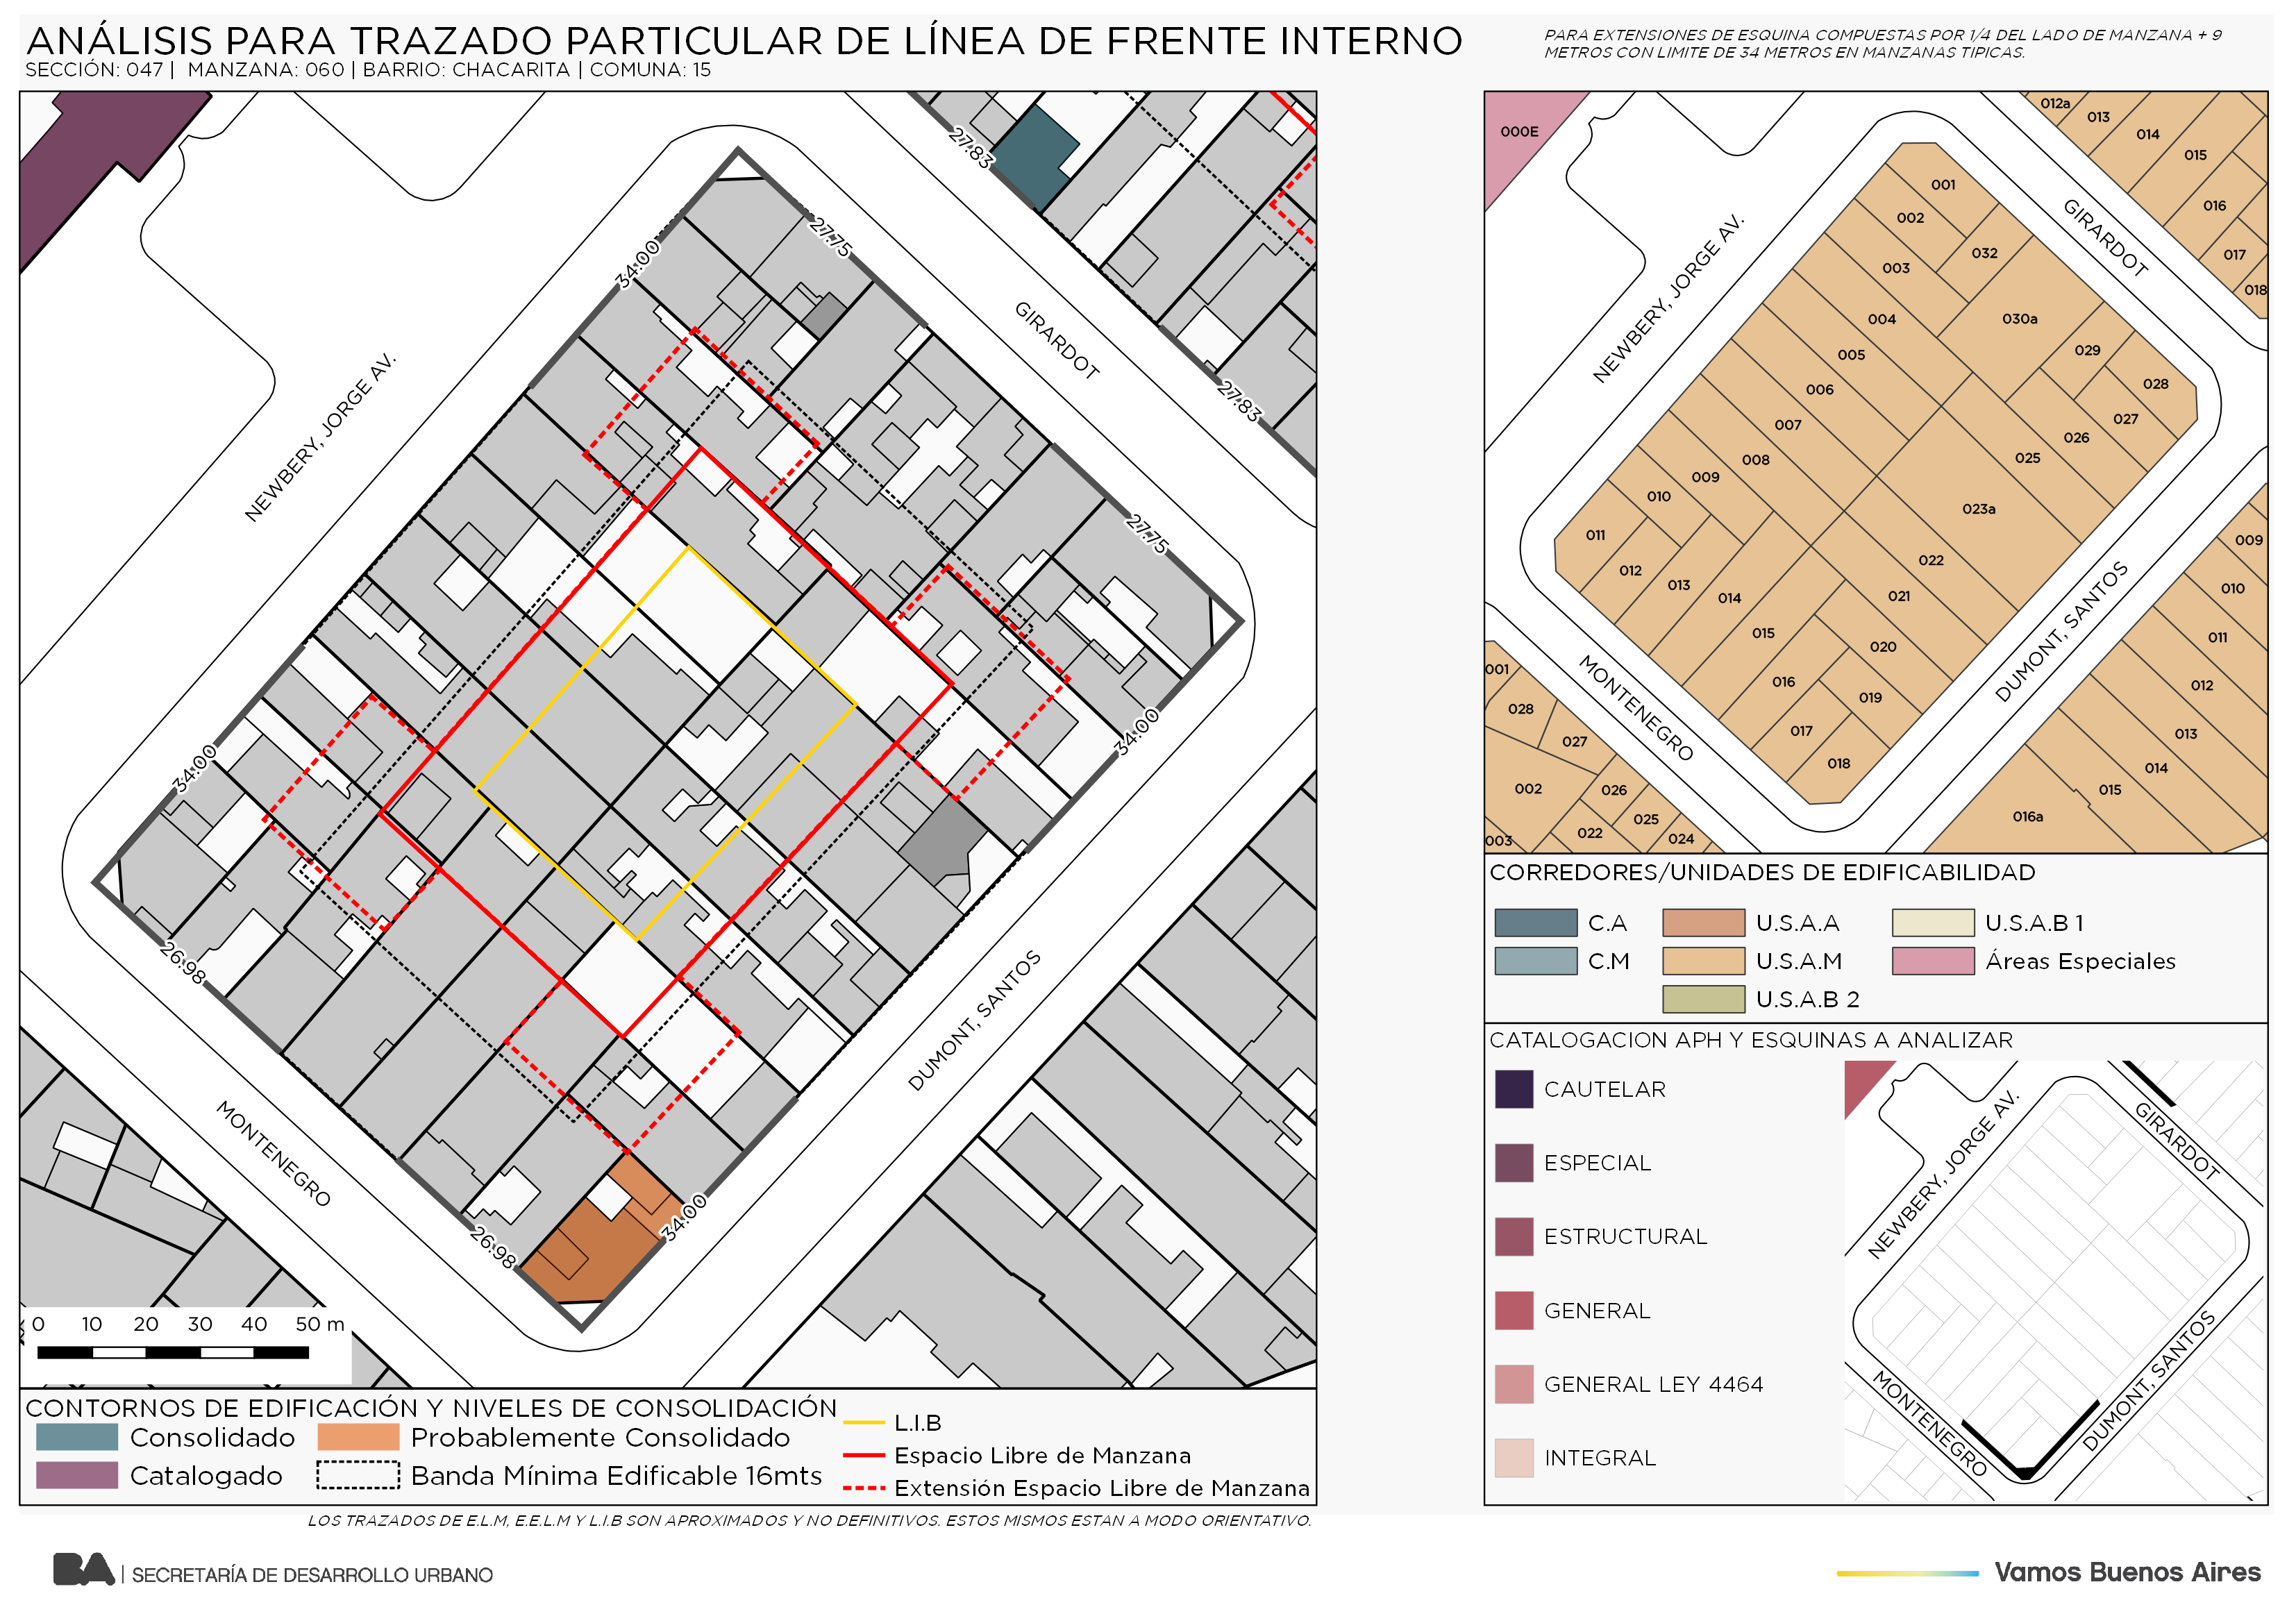 ANÁLISIS PARA TRAZADO PARTICULAR DE LÍNEA DE FRENTE INTERNO
SECCIÓN: 047 | MANZANA: 060 | BARRIO: CHACARITA | COMUNA: 15
PARA EXTENSIONES DE ESQUINA COMPUESTAS POR 1/4 DEL LADO DE MANZANA + 9
METROS CON LIMITE DE 34 METROS EN MANZANAS TIPICAS.
27.83
27.75
34.00
GIRARDOT
NEWBERY, JORGE AV.
27.83
27.75
34.00
34.00
26.98
DUMONT, SANTOS
MONTENEGRO
34.00
26.98
0 10 20 30 40 50 m
CONTORNOS DE EDIFICACIÓN Y NIVELES DE CONSOLIDACIÓN
Consolidado
Probablemente Consolidado
Catalogado
Banda Mínima Edificable 16mts
L.I.B
Espacio Libre de Manzana
Extensión Espacio Libre de Manzana
000E
012a
013
014
015
016
017
018
001
002
032
003
004
030a
005
029
006
028
007
027
026
008
025
009
010
023a
011
022
012
013
014
021
015
020
016
019
017
018
009
010
011
012
013
014
015
016a
001
028
027
002
026
025
022
024
003
NEWBERY, JORGE AV.
GIRARDOT
MONTENEGRO
DUMONT, SANTOS
CORREDORES/UNIDADES DE EDIFICABILIDAD
C.A
U.S.A.A
U.S.A.B 1
C.M
U.S.A.M
Áreas Especiales
U.S.A.B 2
CATALOGACION APH Y ESQUINAS A ANALIZAR
CAUTELAR
ESPECIAL
ESTRUCTURAL
GENERAL
GENERAL LEY 4464
INTEGRAL
NEWBERY, JORGE AV.
GIRARDOT
MONTENEGRO
DUMONT, SANTOS
LOS TRAZADOS DE E.L.M, E.E.L.M Y L.I.B SON APROXIMADOS Y NO DEFINITIVOS. ESTOS MISMOS ESTAN A MODO ORIENTATIVO.
BA | SECRETARÍA DE DESARROLLO URBANO
Vamos Buenos Aires